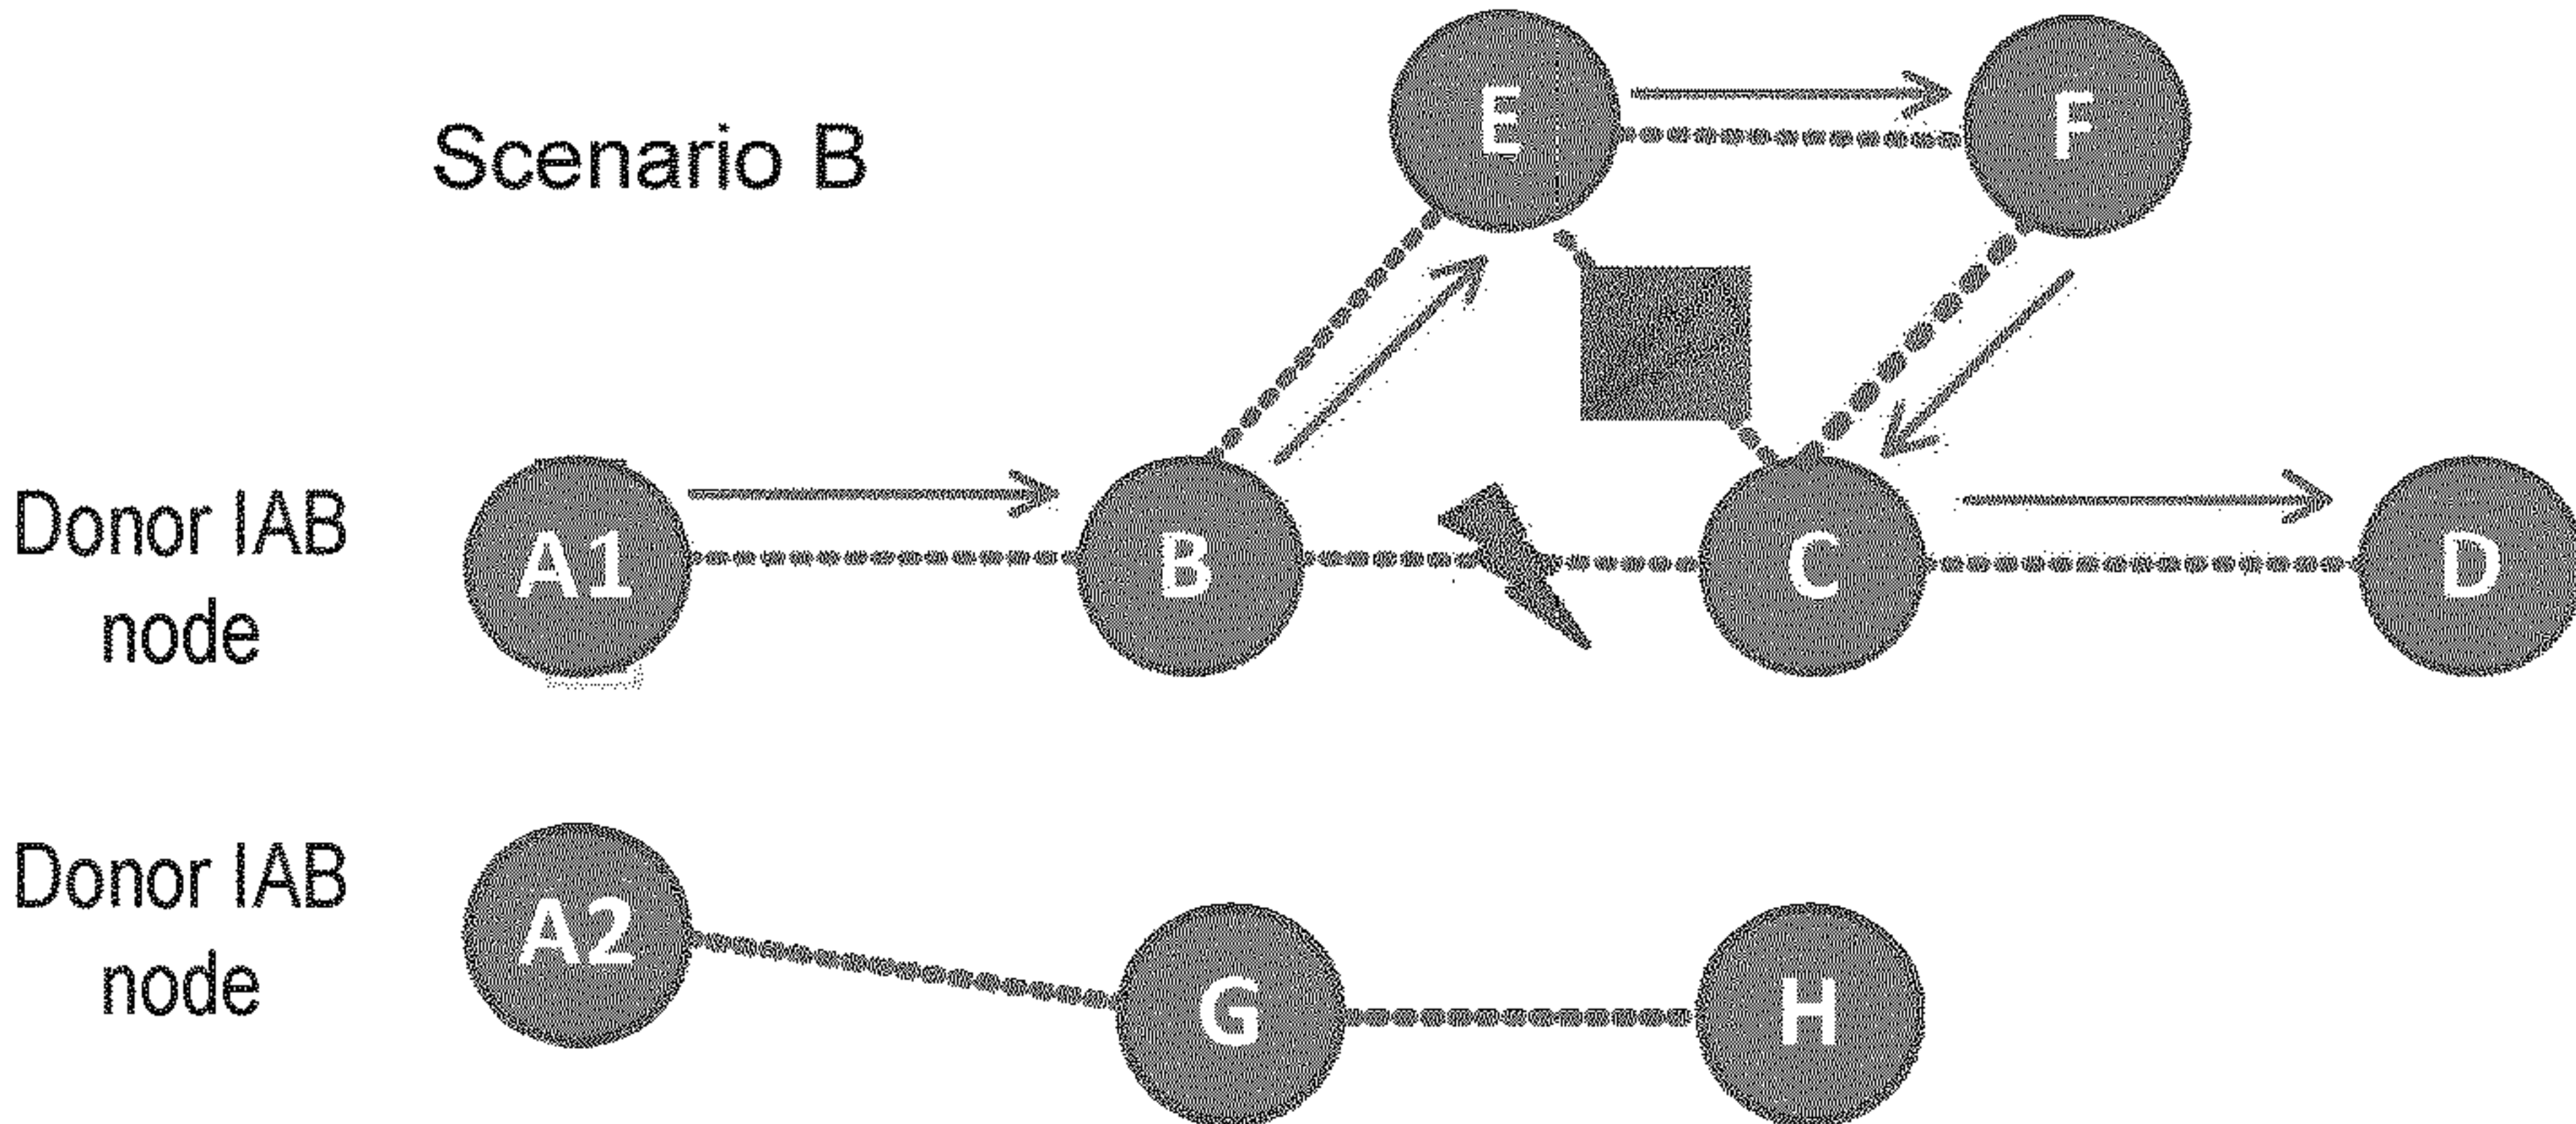 Scenario B
E
F
Donor IAB
node
A1
B
C
D
Donor IAB
node
A2
G
H